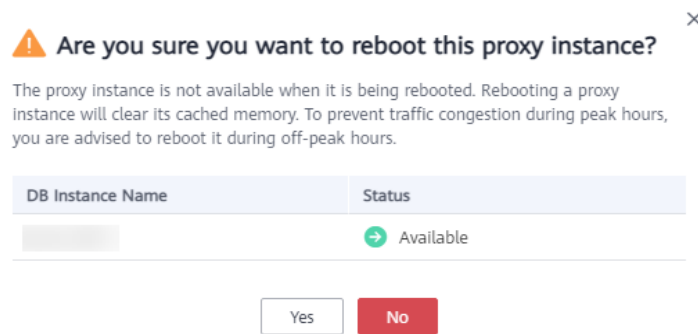 Are you sure you want to reboot this proxy instance?
The proxy instance is not available when it is being rebooted. Rebooting a proxy
instance will clear its cached memory. To prevent traffic congestion during peak hours,
you are advised to reboot it during off-peak hours.
DB Instance Name Status
Available
Yes No